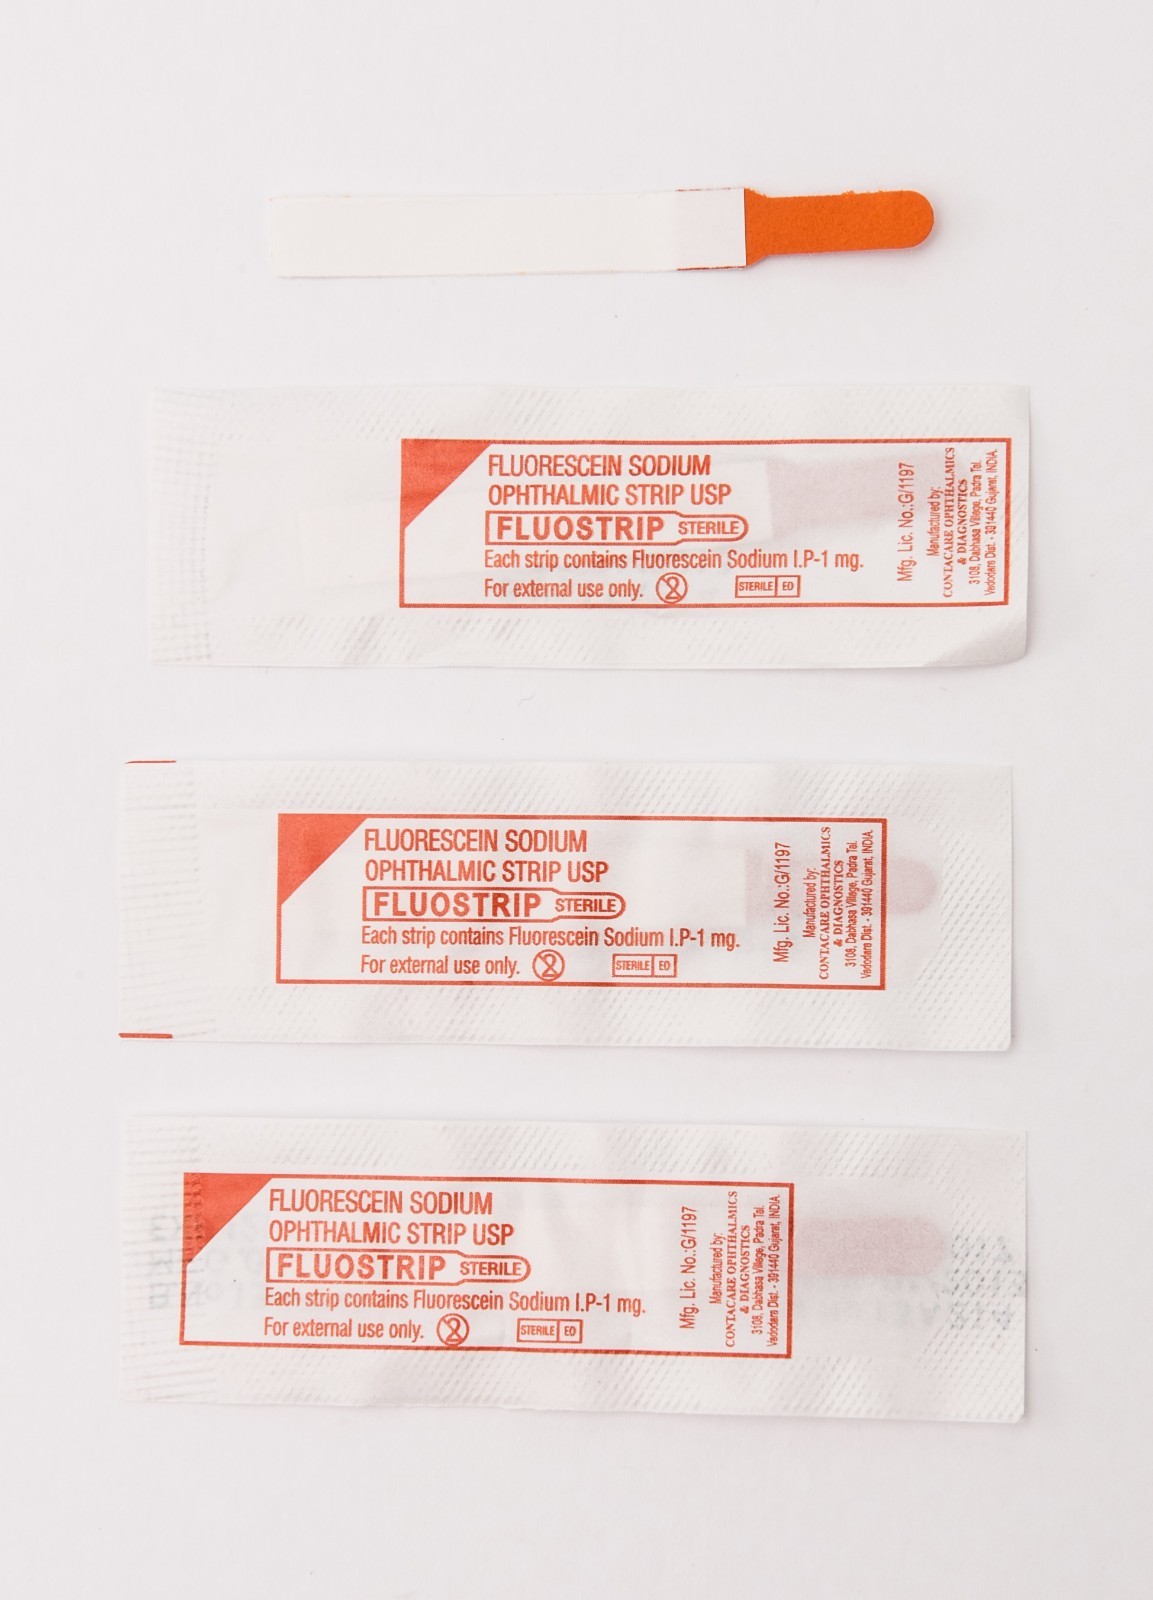 FLUORESCEIN SODIUM
OPHTHALMIC STRIP USP
FLUOSTRIP STERILE
Each strip contains Fluorescein Sodium I.P-1 mg.
For external use only. 2
STERILE EO
Mfg. Lic. No.:G/1197
Manufactured by:
CONTACARE OPHTHALMICS
& DIAGNOSTICS
3108, Dabhasa Village, Padra Tal.
Vadodara Dist. - 391440 Gujarat, INDIA.
FLUORESCEIN SODIUM
OPHTHALMIC STRIP USP
FLUOSTRIP STERILE
Each strip contains Fluorescein Sodium I.P-1 mg.
For external use only. 2
STERILE EO
Mfg. Lic. No.:G/1197
Manufactured by:
CONTACARE OPHTHALMICS
& DIAGNOSTICS
3108, Dabhasa Village, Padra Tal.
Vadodara Dist. - 391440 Gujarat, INDIA.
FLUORESCEIN SODIUM
OPHTHALMIC STRIP USP
FLUOSTRIP STERILE
Each strip contains Fluorescein Sodium I.P-1 mg.
For external use only. 2
STERILE EO
Mfg. Lic. No.:G/1197
Manufactured by:
CONTACARE OPHTHALMICS
& DIAGNOSTICS
3108, Dabhasa Village, Padra Tal.
Vadodara Dist. - 391440 Gujarat, INDIA.